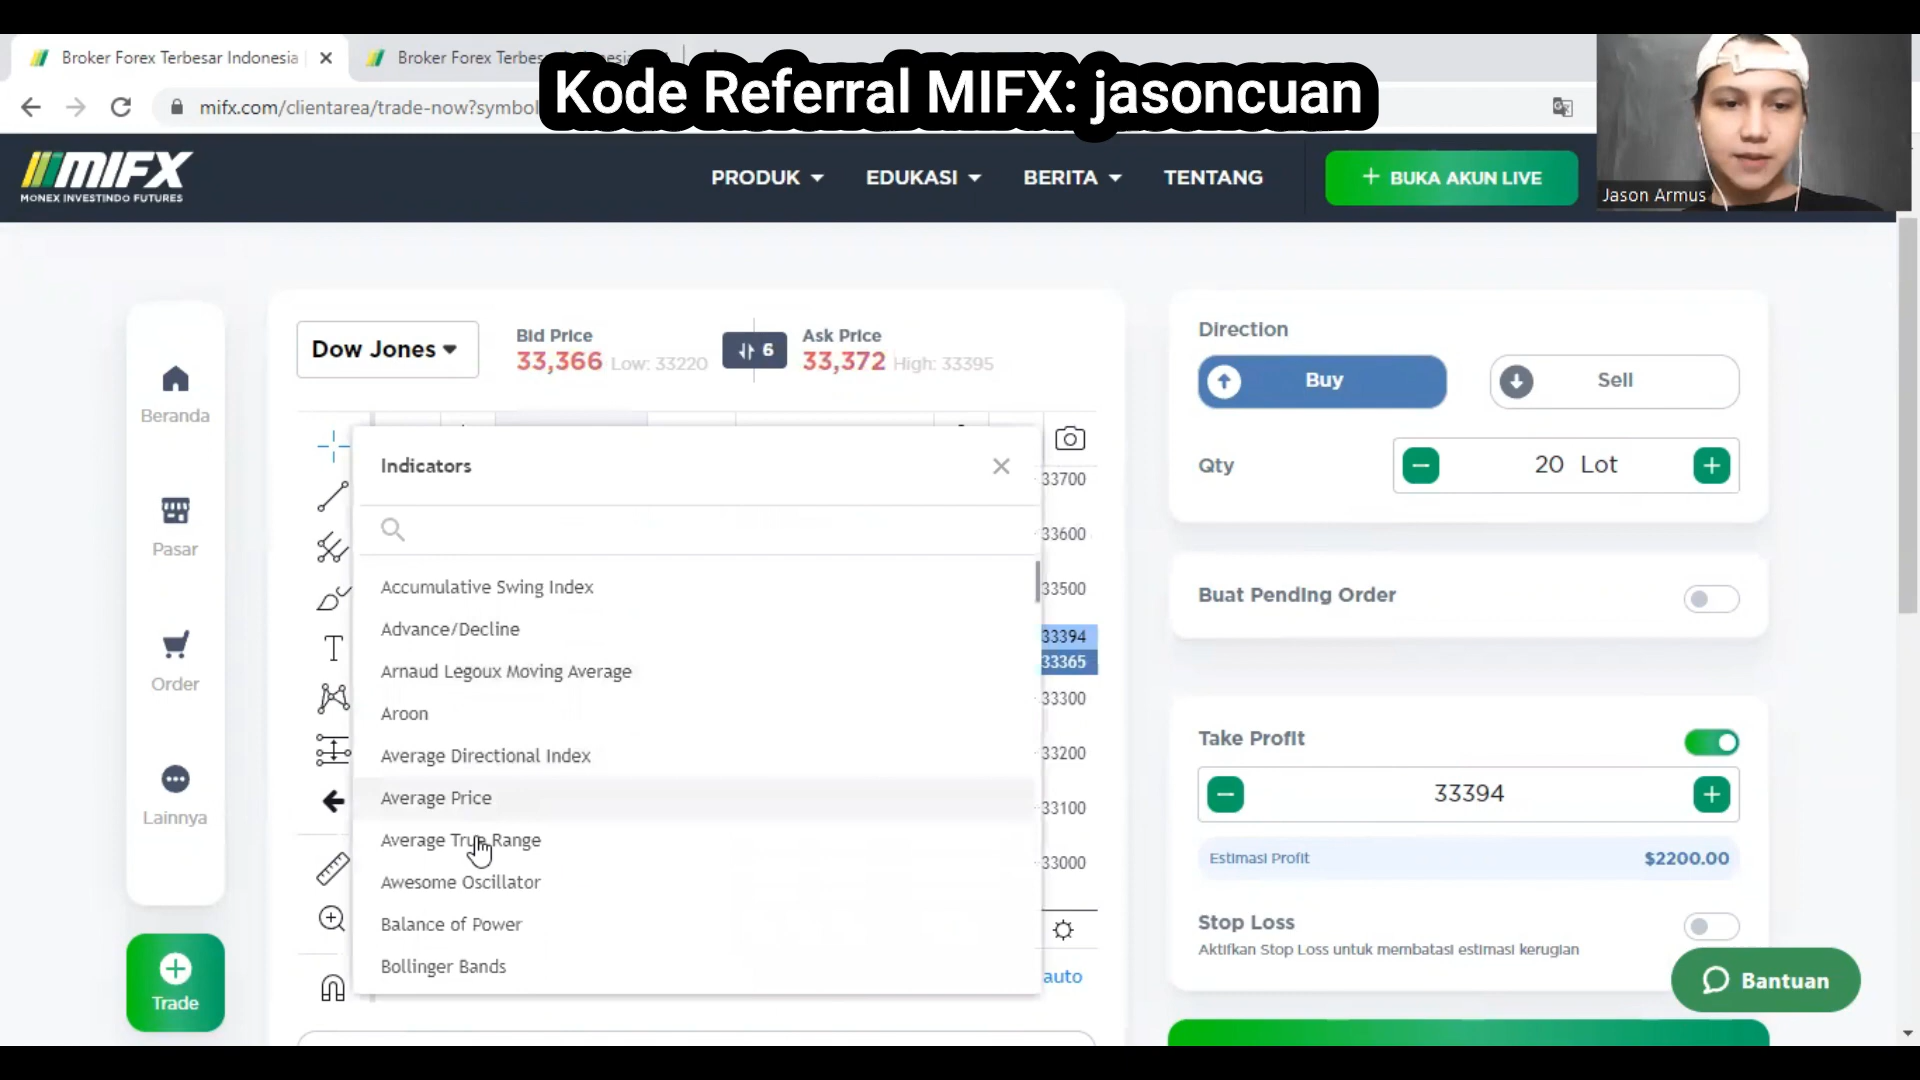 Broker Forex Terbesar Indonesia
Broker Forex Terbesar Indonesia
Kode Referral MIFX: jasoncuan
mifx.com/clientarea/trade-now?symbol
MIFX
MONEX INVESTINDO FUTURES
PRODUK
EDUKASI
BERITA
TENTANG
+ BUKA AKUN LIVE
Jason Armus
Beranda
Pasar
Order
Lainnya
Trade
Dow Jones
Bid Price
33,366 Low: 33220
6
Ask Price
33,372 High: 33395
Indicators
Accumulative Swing Index
Advance/Decline
Arnaud Legoux Moving Average
Aroon
Average Directional Index
Average Price
Average True Range
Awesome Oscillator
Balance of Power
Bollinger Bands
33700
33600
33500
33394
33365
33300
33200
33100
33000
auto
Direction
Buy
Sell
Qty
20 Lot
Buat Pending Order
Take Profit
33394
Estimasi Profit
$2200.00
Stop Loss
Aktifkan Stop Loss untuk membatasi estimasi kerugian
Bantuan